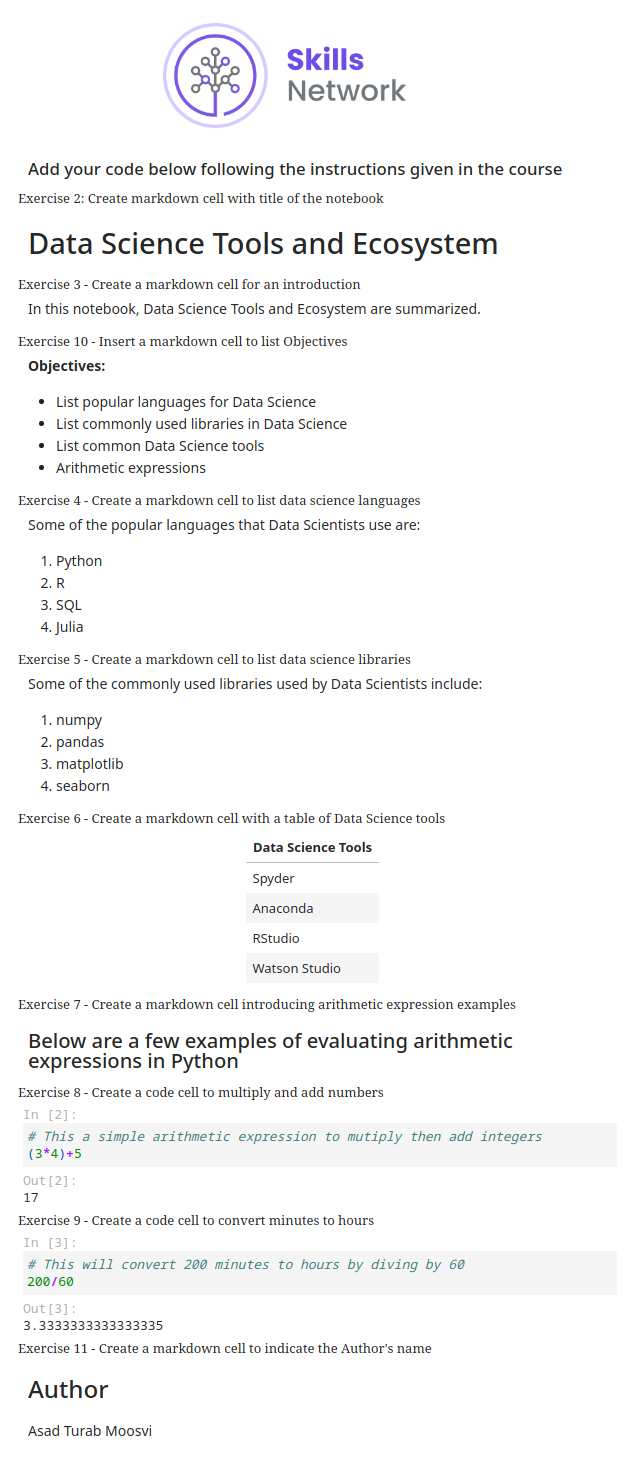 Skills
Network
Add your code below following the instructions given in the course
Exercise 2: Create markdown cell with title of the notebook
Data Science Tools and Ecosystem
Exercise 3 - Create a markdown cell for an introduction
In this notebook, Data Science Tools and Ecosystem are summarized.
Exercise 10 - Insert a markdown cell to list Objectives
Objectives:
• List popular languages for Data Science
• List commonly used libraries in Data Science
• List common Data Science tools
• Arithmetic expressions
Exercise 4 - Create a markdown cell to list data science languages
Some of the popular languages that Data Scientists use are:
1. Python
2. R
3. SQL
4. Julia
Exercise 5 - Create a markdown cell to list data science libraries
Some of the commonly used libraries used by Data Scientists include:
1. numpy
2. pandas
3. matplotlib
4. seaborn
Exercise 6 - Create a markdown cell with a table of Data Science tools
Data Science Tools
Spyder
Anaconda
RStudio
Watson Studio
Exercise 7 - Create a markdown cell introducing arithmetic expression examples
Below are a few examples of evaluating arithmetic
expressions in Python
Exercise 8 - Create a code cell to multiply and add numbers
In [2]:
# This a simple arithmetic expression to mutiply then add integers
(3*4)+5
Out[2]:
17
Exercise 9 - Create a code cell to convert minutes to hours
In [3]:
# This will convert 200 minutes to hours by diving by 60
200/60
Out[3]:
3.3333333333333335
Exercise 11 - Create a markdown cell to indicate the Author's name
Author
Asad Turab Moosvi